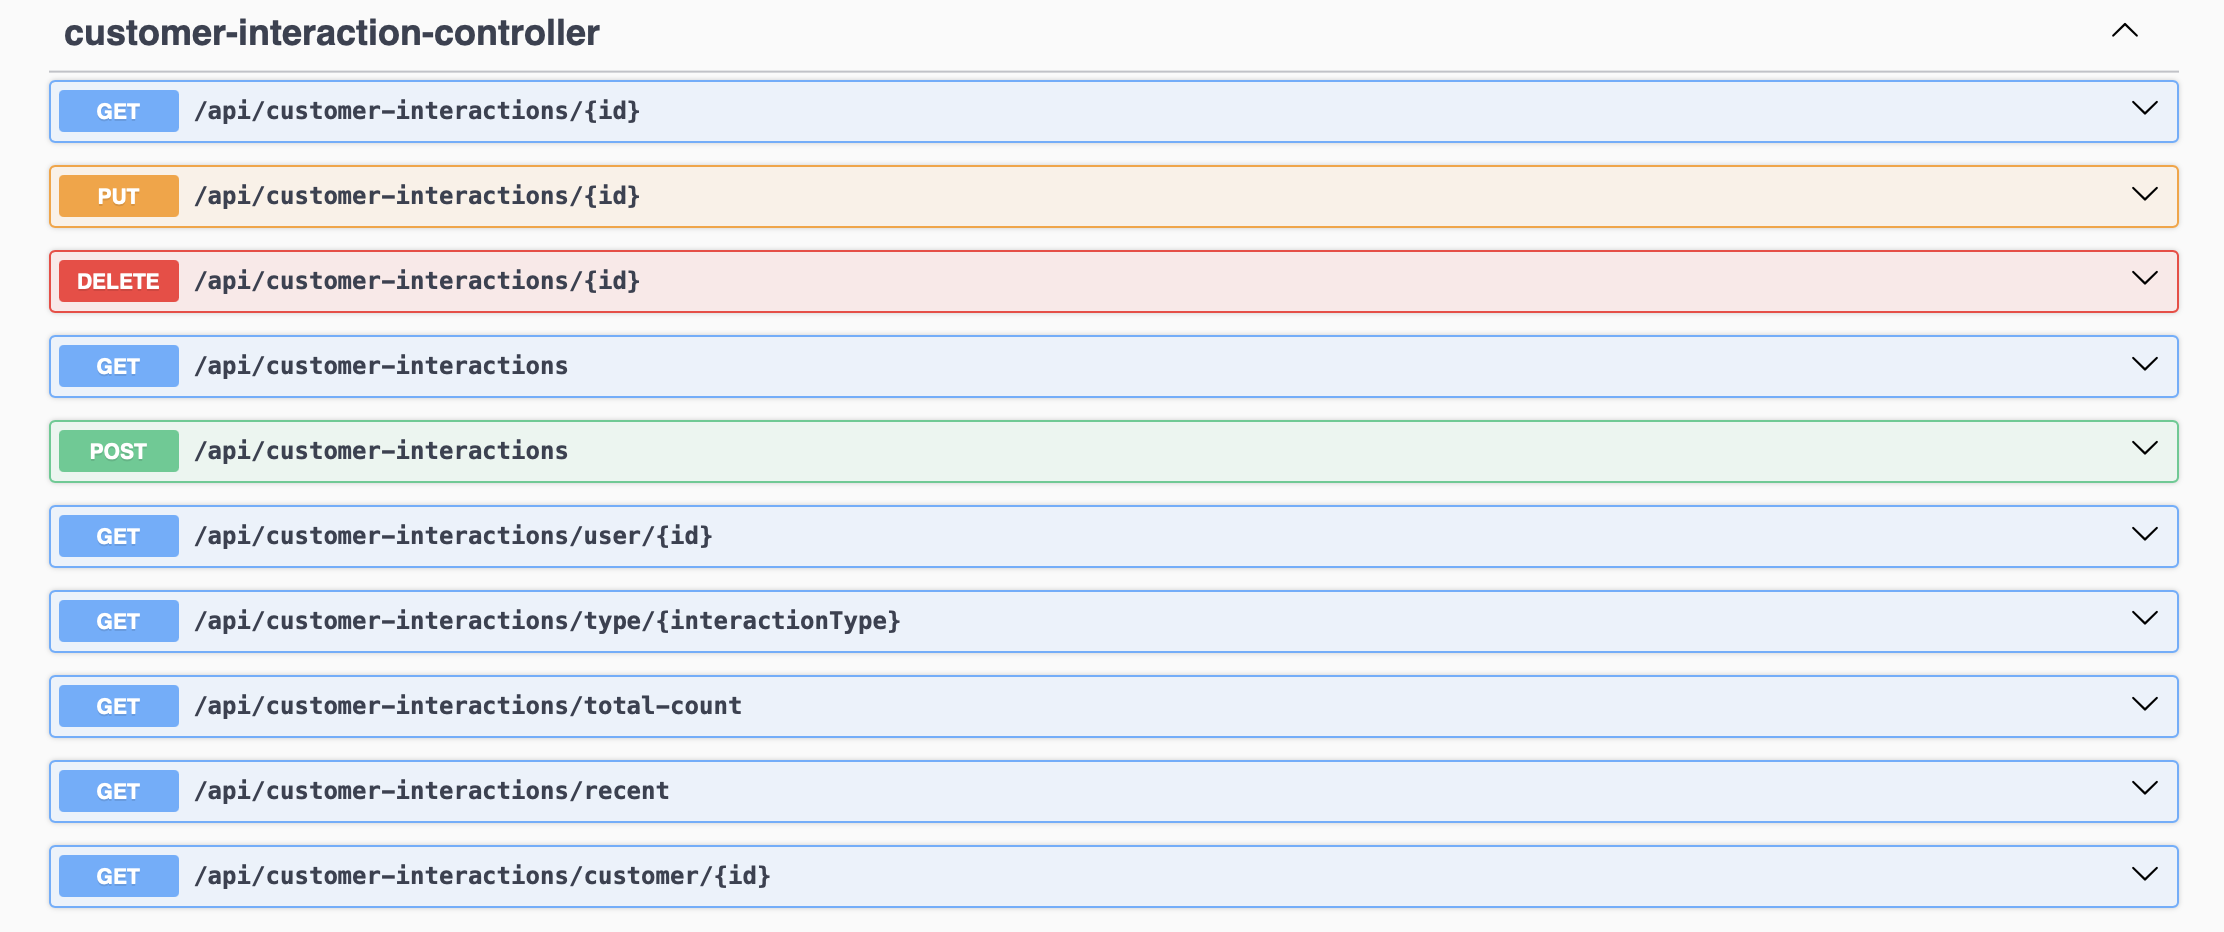 customer-interaction-controller
GET /api/customer-interactions/{id}
PUT /api/customer-interactions/{id}
DELETE /api/customer-interactions/{id}
GET /api/customer-interactions
POST /api/customer-interactions
GET /api/customer-interactions/user/{id}
GET /api/customer-interactions/type/{interactionType}
GET /api/customer-interactions/total-count
GET /api/customer-interactions/recent
GET /api/customer-interactions/customer/{id}